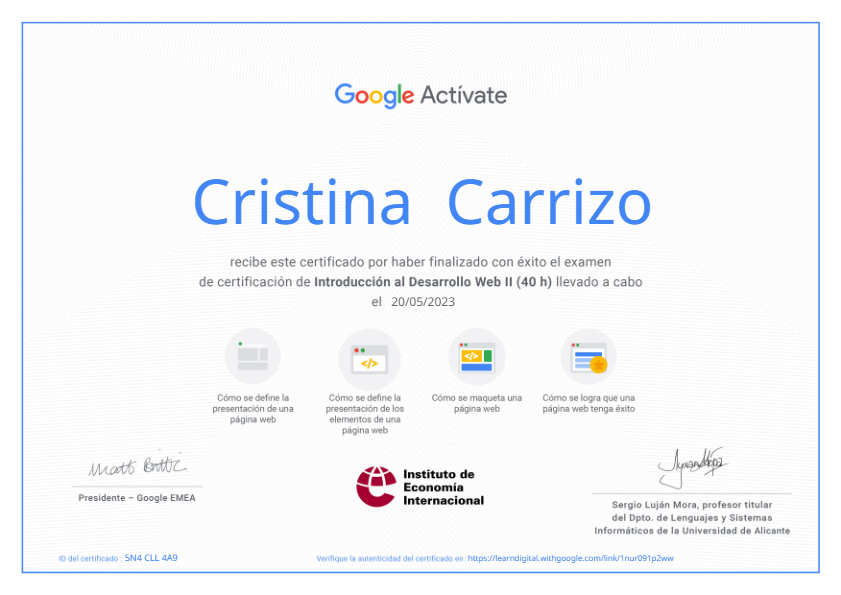 Google Actívate
Cristina Carrizo
recibe este certificado por haber finalizado con éxito el examen
de certificación de Introducción al Desarrollo Web II (40 h) llevado a cabo
el 20/05/2023
</>
</>
Cómo se define la
presentación de una
página web
Cómo se define la
presentación de los
elementos de una
página web
Cómo se maqueta una
página web
Cómo se logra que una
página web tenga éxito
Matt Brittin
Presidente – Google EMEA
Instituto de
Economía
Internacional
Sergio Luján Mora, profesor titular
del Dpto. de Lenguajes y Sistemas
Informáticos de la Universidad de Alicante
ID del certificado : 5N4 CLL 4A9
Verifique la autenticidad del certificado en: https://learndigital.withgoogle.com/link/1nur091p2ww